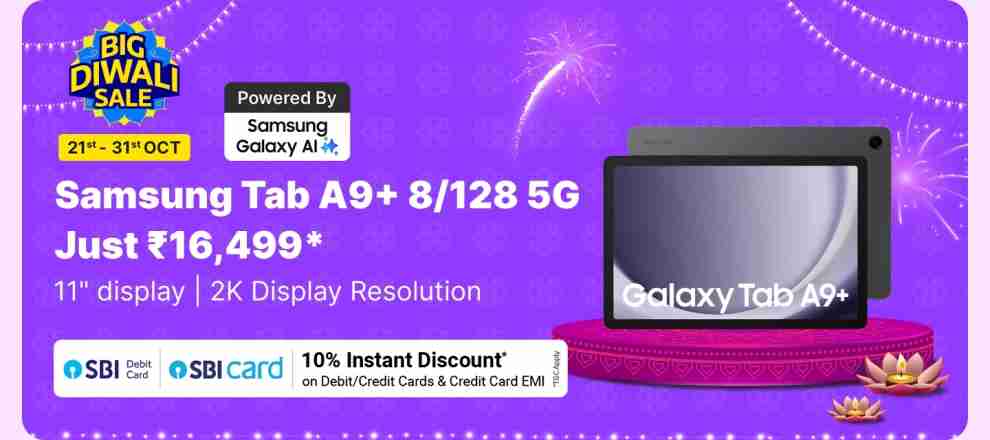 BIG
DIWALI
SALE
21st - 31st OCT
Powered By
Samsung
Galaxy AI
Samsung Tab A9+ 8/128 5G
Just ₹16,499*
11" display | 2K Display Resolution
SBI Debit Card
SBI card
10% Instant Discount*
on Debit/Credit Cards & Credit Card EMI
*T&C Apply
Galaxy Tab A9+